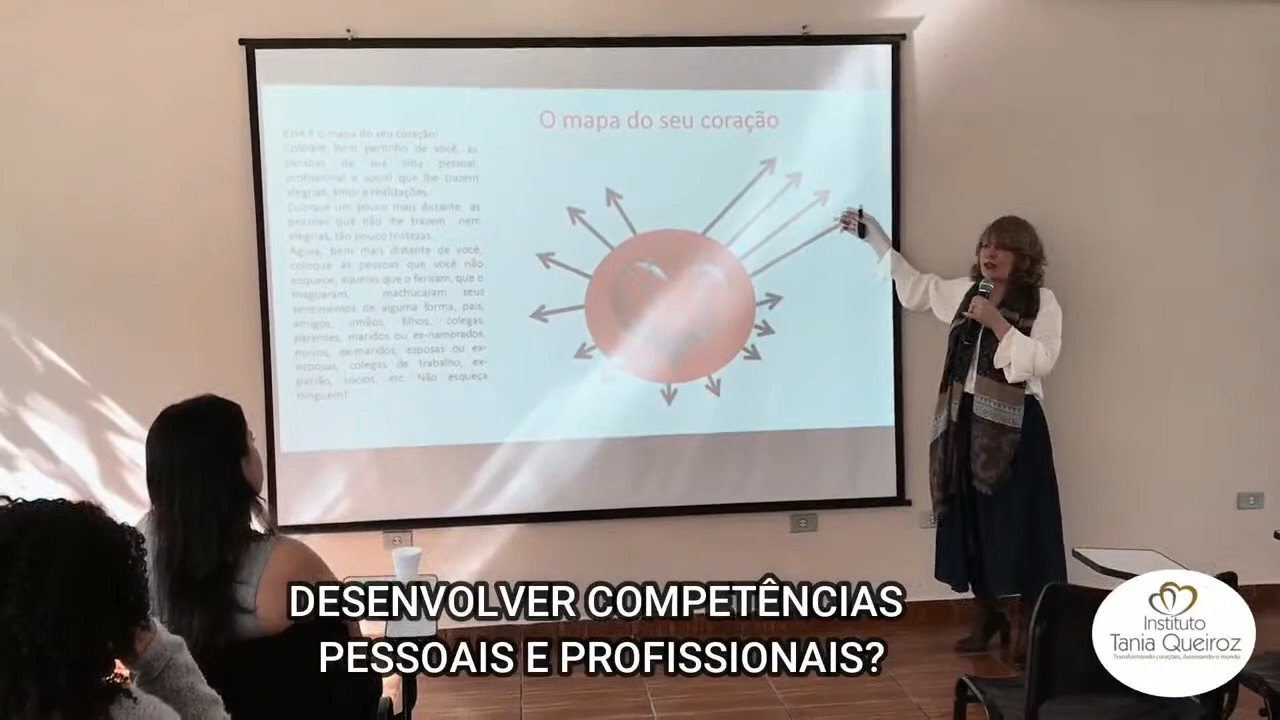 O mapa do seu coração
Este é o mapa do seu coração!
Coloque bem pertinho de você, as
pessoas da sua vida pessoal,
profissional e social que lhe trazem
alegrias, amor e realizações.
Coloque um pouco mais distante as
pessoas que não lhe trazem nem
alegrias, tão pouco tristezas.
Agora, bem mais distante de você,
coloque as pessoas que você não
esquece, aquelas que o feriram, que o
magoaram, machucaram seus
sentimentos de alguma forma, pais,
amigos, irmãos, filhos, colegas,
parentes, maridos ou ex-namorados,
noivos, ex-maridos, esposas ou ex-
esposas, colegas de trabalho, ex-
patrão, sócios, etc. Não esqueça
ninguém!
DESENVOLVER COMPETÊNCIAS
PESSOAIS E PROFISSIONAIS?
Instituto
Tania Queiroz
Transformando corações, iluminando o mundo